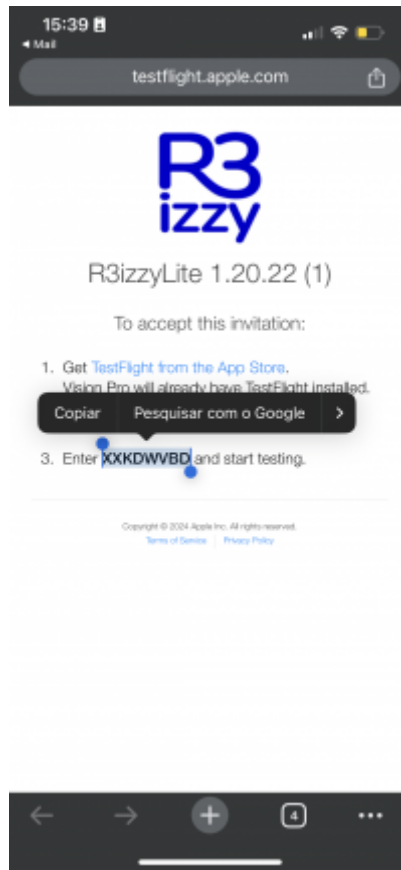 15:39
Mail
testflight.apple.com
R3
izzy
R3izzyLite 1.20.22 (1)
To accept this invitation:
1. Get TestFlight from the App Store.
Vision Pro will already have TestFlight installed.
Copiar Pesquisar com o Google
3. Enter XXKDWVBD and start testing.
Copyright © 2024 Apple Inc. All rights reserved.
Terms of Service | Privacy Policy
4